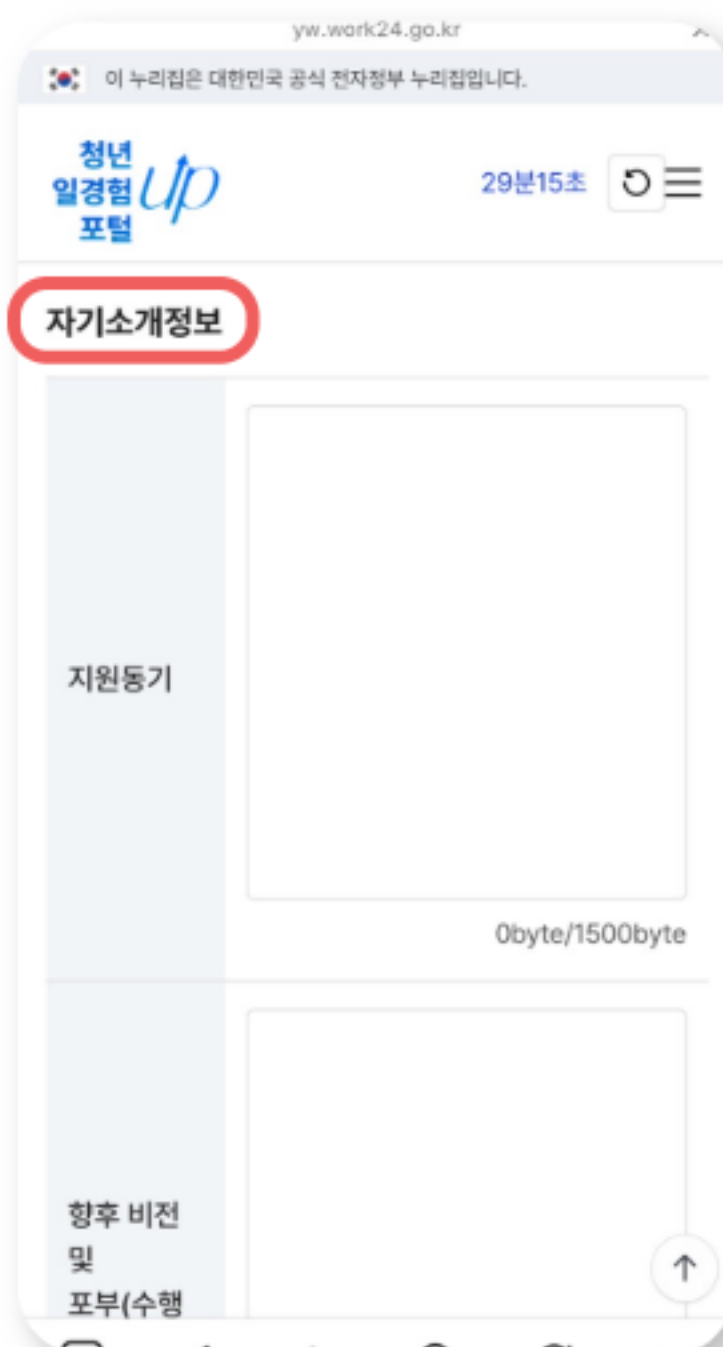 yw.work24.go.kr
이 누리집은 대한민국 공식 전자정부 누리집입니다.
청년
일경험
포털
up
29분15초
자기소개정보
지원동기
0byte/1500byte
향후 비전
및
포부(수행